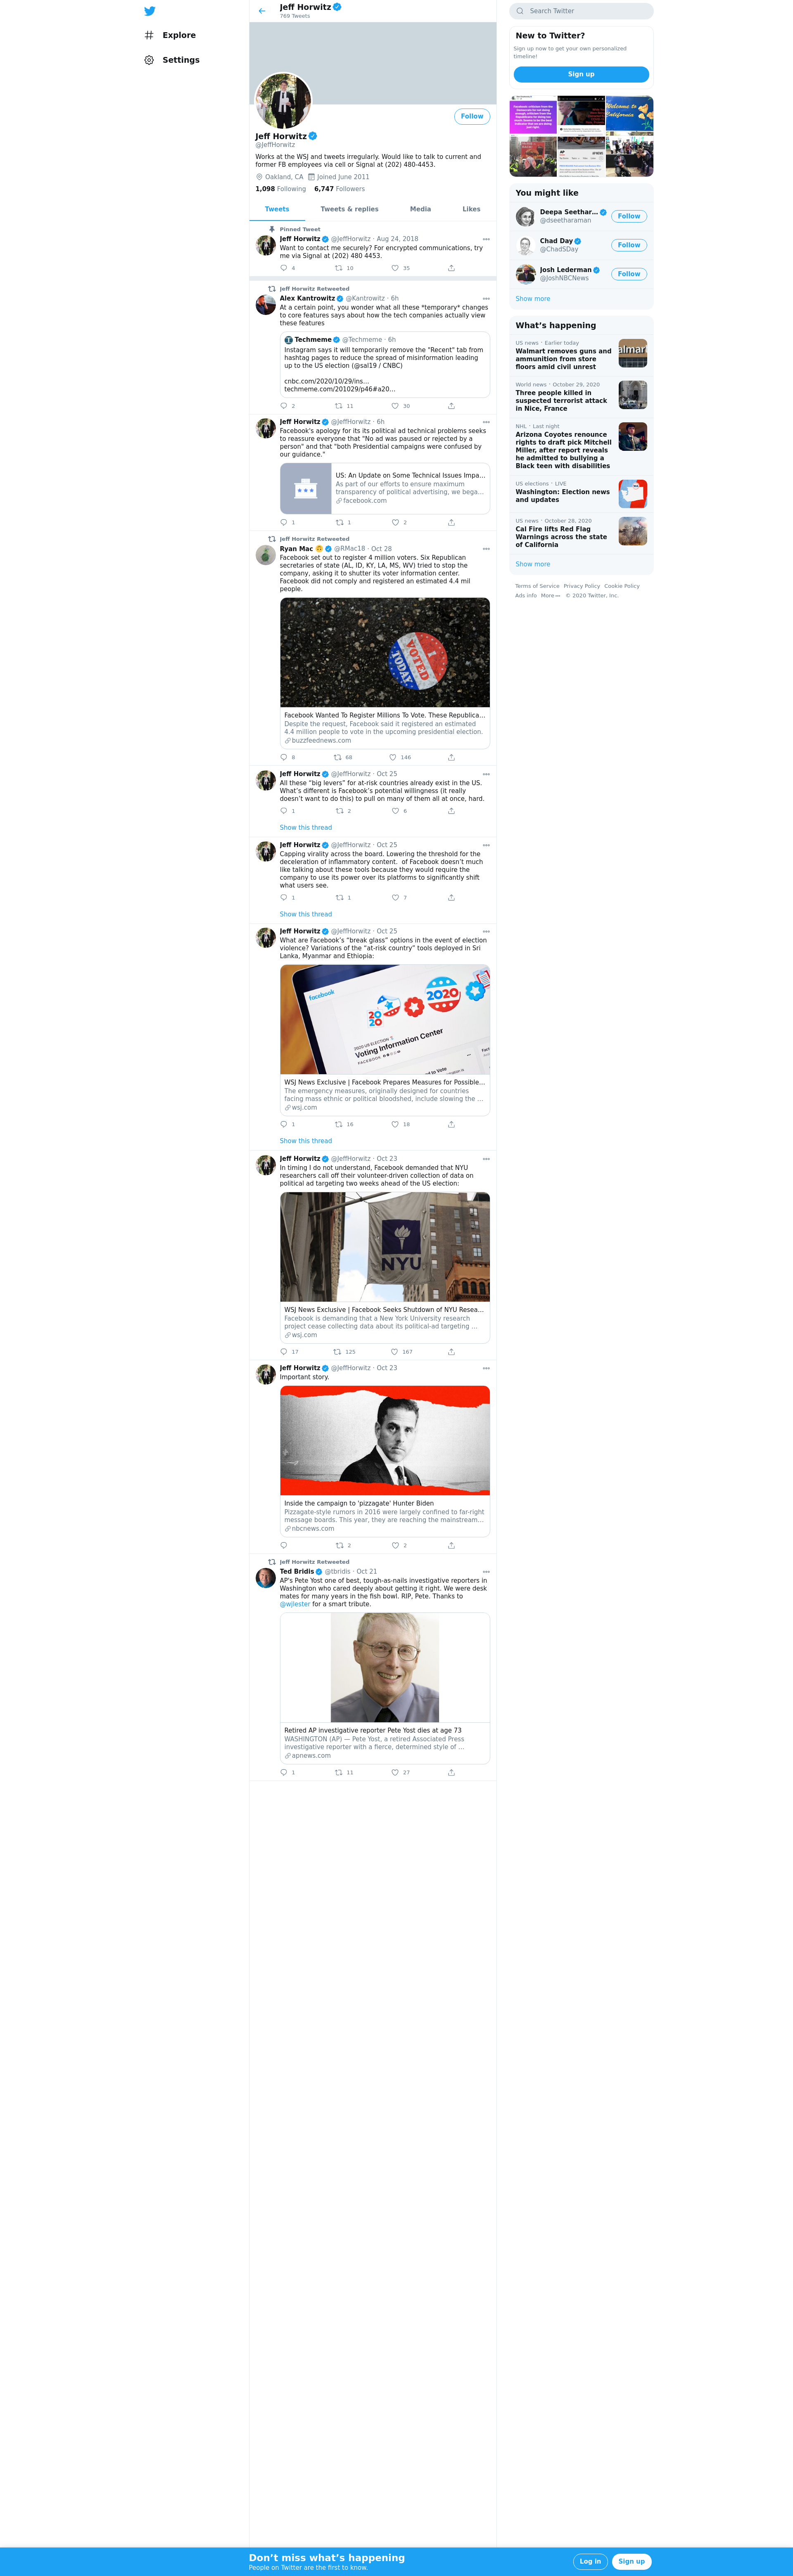 Explore
Settings
Jeff Horwitz
769 Tweets
Follow
Jeff Horwitz
@JeffHorwitz
Works at the WSJ and tweets irregularly. Would like to talk to current and
former FB employees via cell or Signal at (202) 480-4453.
Oakland, CA Joined June 2011
1,098 Following 6,747 Followers
Tweets Tweets & replies Media Likes
Pinned Tweet
Jeff Horwitz @JeffHorwitz · Aug 24, 2018
Want to contact me securely? For encrypted communications, try
me via Signal at (202) 480 4453.
4 10 35
Jeff Horwitz Retweeted
Alex Kantrowitz @Kantrowitz · 6h
At a certain point, you wonder what all these *temporary* changes
to core features says about how the tech companies actually view
these features
Techmeme @Techmeme · 6h
Instagram says it will temporarily remove the "Recent" tab from
hashtag pages to reduce the spread of misinformation leading
up to the US election (@sal19 / CNBC)
cnbc.com/2020/10/29/ins…
techmeme.com/201029/p46#a20…
2 11 30
Jeff Horwitz @JeffHorwitz · 6h
Facebook's apology for its its political ad technical problems seeks
to reassure everyone that "No ad was paused or rejected by a
person" and that "both Presidential campaigns were confused by
our guidance."
US: An Update on Some Technical Issues Impa...
As part of our efforts to ensure maximum
transparency of political advertising, we bega...
facebook.com
1 1 2
Jeff Horwitz Retweeted
Ryan Mac 🙃 @RMac18 · Oct 28
Facebook set out to register 4 million voters. Six Republican
secretaries of state (AL, ID, KY, LA, MS, WV) tried to stop the
company, asking it to shutter its voter information center.
Facebook did not comply and registered an estimated 4.4 mil
people.
I VOTED TODAY
Facebook Wanted To Register Millions To Vote. These Republica...
Despite the request, Facebook said it registered an estimated
4.4 million people to vote in the upcoming presidential election.
buzzfeednews.com
8 68 146
Jeff Horwitz @JeffHorwitz · Oct 25
All these “big levers” for at-risk countries already exist in the US.
What’s different is Facebook’s potential willingness (it really
doesn’t want to do this) to pull on many of them all at once, hard.
1 2 6
Show this thread
Jeff Horwitz @JeffHorwitz · Oct 25
Capping virality across the board. Lowering the threshold for the
deceleration of inflammatory content.  of Facebook doesn’t much
like talking about these tools because they would require the
company to use its power over its platforms to significantly shift
what users see.
1 1 7
Show this thread
Jeff Horwitz @JeffHorwitz · Oct 25
What are Facebook’s “break glass” options in the event of election
violence? Variations of the “at-risk country” tools deployed in Sri
Lanka, Myanmar and Ethiopia:
facebook
2020
2020
2020 US ELECTION
Voting Information Center
FACEBOOK
WSJ News Exclusive | Facebook Prepares Measures for Possible...
The emergency measures, originally designed for countries
facing mass ethnic or political bloodshed, include slowing the ...
wsj.com
1 16 18
Show this thread
Jeff Horwitz @JeffHorwitz · Oct 23
In timing I do not understand, Facebook demanded that NYU
researchers call off their volunteer-driven collection of data on
political ad targeting two weeks ahead of the US election:
NYU
WSJ News Exclusive | Facebook Seeks Shutdown of NYU Resea...
Facebook is demanding that a New York University research
project cease collecting data about its political-ad targeting ...
wsj.com
17 125 167
Jeff Horwitz @JeffHorwitz · Oct 23
Important story.
Inside the campaign to 'pizzagate' Hunter Biden
Pizzagate-style rumors in 2016 were largely confined to far-right
message boards. This year, they are reaching the mainstream...
nbcnews.com
2 2
Jeff Horwitz Retweeted
Ted Bridis @tbridis · Oct 21
AP's Pete Yost one of best, tough-as-nails investigative reporters in
Washington who cared deeply about getting it right. We were desk
mates for many years in the fish bowl. RIP, Pete. Thanks to
@wjlester for a smart tribute.
Retired AP investigative reporter Pete Yost dies at age 73
WASHINGTON (AP) — Pete Yost, a retired Associated Press
investigative reporter with a fierce, determined style of ...
apnews.com
1 11 27
Search Twitter
New to Twitter?
Sign up now to get your own personalized
timeline!
Sign up
Welcome to
California
You might like
Deepa Seethar...
@dseetharaman
Follow
Chad Day
@ChadSDay
Follow
Josh Lederman
@JoshNBCNews
Follow
Show more
What’s happening
US news · Earlier today
Walmart removes guns and
ammunition from store
floors amid civil unrest
World news · October 29, 2020
Three people killed in
suspected terrorist attack
in Nice, France
NHL · Last night
Arizona Coyotes renounce
rights to draft pick Mitchell
Miller, after report reveals
he admitted to bullying a
Black teen with disabilities
US elections · LIVE
Washington: Election news
and updates
US news · October 28, 2020
Cal Fire lifts Red Flag
Warnings across the state
of California
Show more
Terms of Service Privacy Policy Cookie Policy
Ads info More © 2020 Twitter, Inc.
Don’t miss what’s happening
People on Twitter are the first to know.
Log in
Sign up